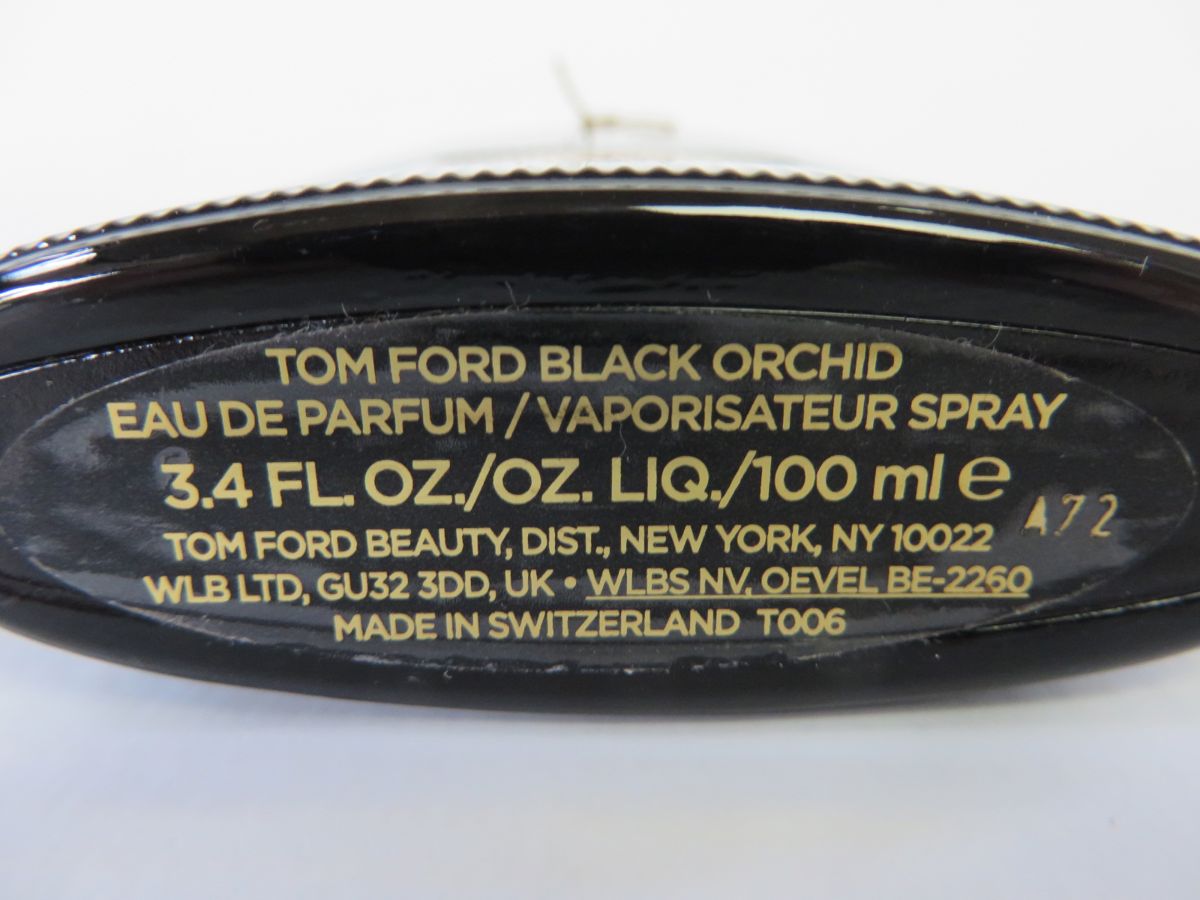 TOM FORD BLACK ORCHID
EAU DE PARFUM / VAPORISATEUR SPRAY
3.4 FL. OZ./OZ. LIQ./100 ml e
A72
TOM FORD BEAUTY, DIST., NEW YORK, NY 10022
WLB LTD, GU32 3DD, UK • WLBS NV, OEVEL BE-2260
MADE IN SWITZERLAND T006